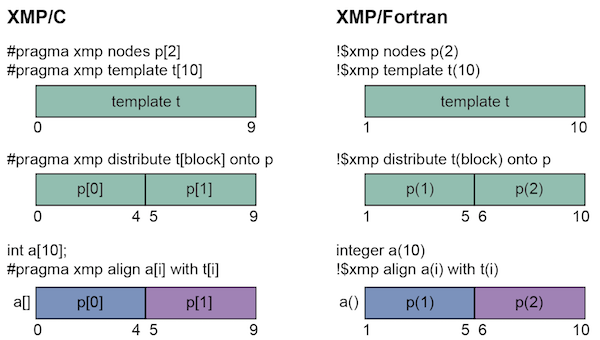 XMP/C
#pragma xmp nodes p[2]
#pragma xmp template t[10]
template t
0 9
#pragma xmp distribute t[block] onto p
p[0] p[1]
0 4 5 9
int a[10];
#pragma xmp align a[i] with t[i]
a[] p[0] p[1]
0 4 5 9
XMP/Fortran
!$xmp nodes p(2)
!$xmp template t(10)
template t
1 10
!$xmp distribute t(block) onto p
p(1) p(2)
1 5 6 10
integer a(10)
!$xmp align a(i) with t(i)
a() p(1) p(2)
1 5 6 10